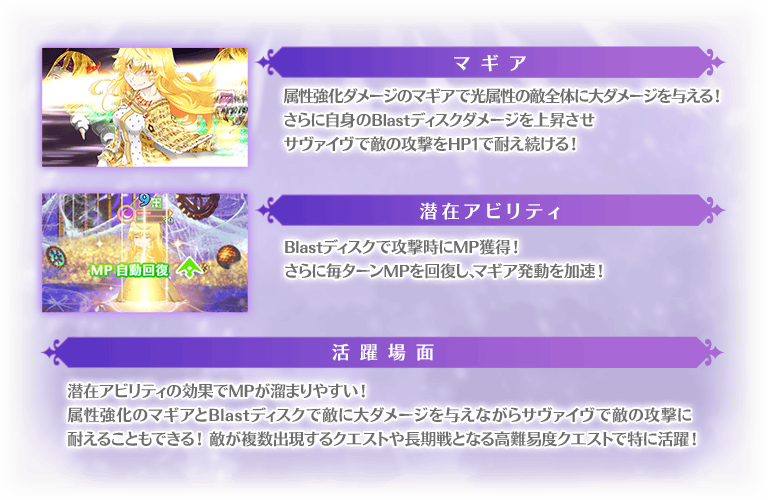 マギア
属性強化ダメージのマギアで光属性の敵全体に大ダメージを与える！
さらに自身のBlastディスクダメージを上昇させ
サヴァイヴで敵の攻撃をHP1で耐え続ける！
潜在アビリティ
9
MP 自動回復
Blastディスクで攻撃時にMP獲得！
さらに毎ターンMPを回復し、マギア発動を加速！
活躍場面
潜在アビリティの効果でMPが溜まりやすい！
属性強化のマギアとBlastディスクで敵に大ダメージを与えながらサヴァイヴで敵の攻撃に
耐えることもできる！ 敵が複数出現するクエストや長期戦となる高難易度クエストで特に活躍！